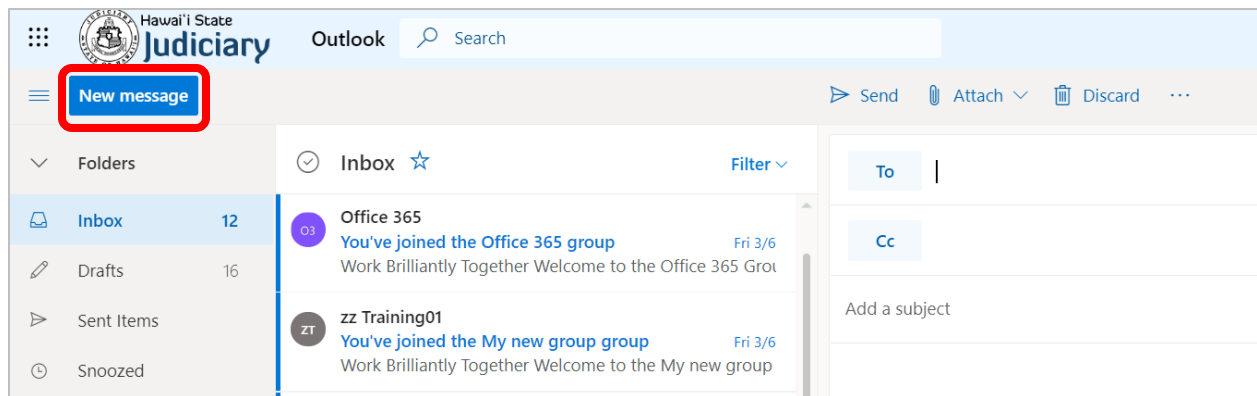 Hawaiʻi State
Judiciary
Outlook
Search
New message
Send
Attach
Discard
Folders
Inbox 12
Drafts 16
Sent Items
Snoozed
Inbox
Filter
O3
Office 365
You've joined the Office 365 group Fri 3/6
Work Brilliantly Together Welcome to the Office 365 Grou
ZT
zz Training01
You've joined the My new group group Fri 3/6
Work Brilliantly Together Welcome to the My new group
To
Cc
Add a subject